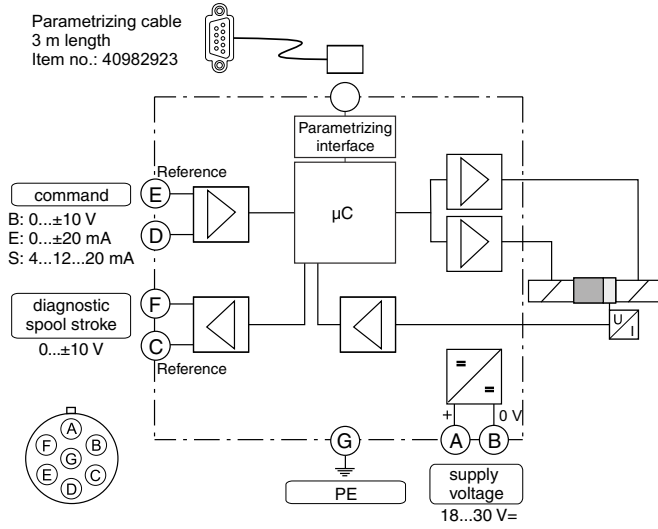 Parametrizing cable
3 m length
Item no.: 40982923
Parametrizing
interface
Reference
command
E
B: 0...±10 V
E: 0...±20 mA
S: 4...12...20 mA
D
µC
diagnostic
spool stroke
F
0...±10 V
C
Reference
U
I
=
=
+
0 V
A
B
G
PE
supply
voltage
18...30 V=
A
F
B
G
E
C
D